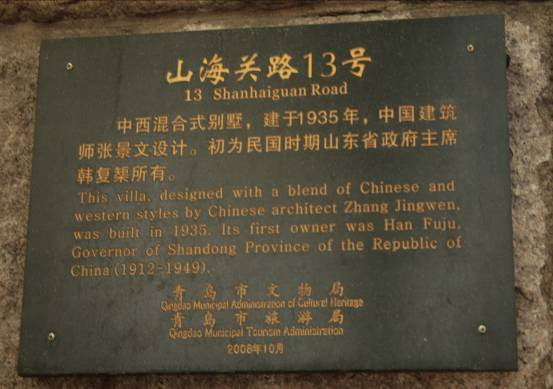 山海关路13号
13 Shanhaiguan Road
中西混合式别墅，建于1935年，中国建筑
师张景文设计。初为民国时期山东省政府主席
韩复榘所有。
This villa, designed with a blend of Chinese and
western styles by Chinese architect Zhang Jingwen,
was built in 1935. Its first owner was Han Fuju,
Governor of Shandong Province of the Republic of
China (1912-1949).
青岛市文物局
Qingdao Municipal Administration of Cultural Heritage
青岛市旅游局
Qingdao Municipal Tourism Administration
2008年10月